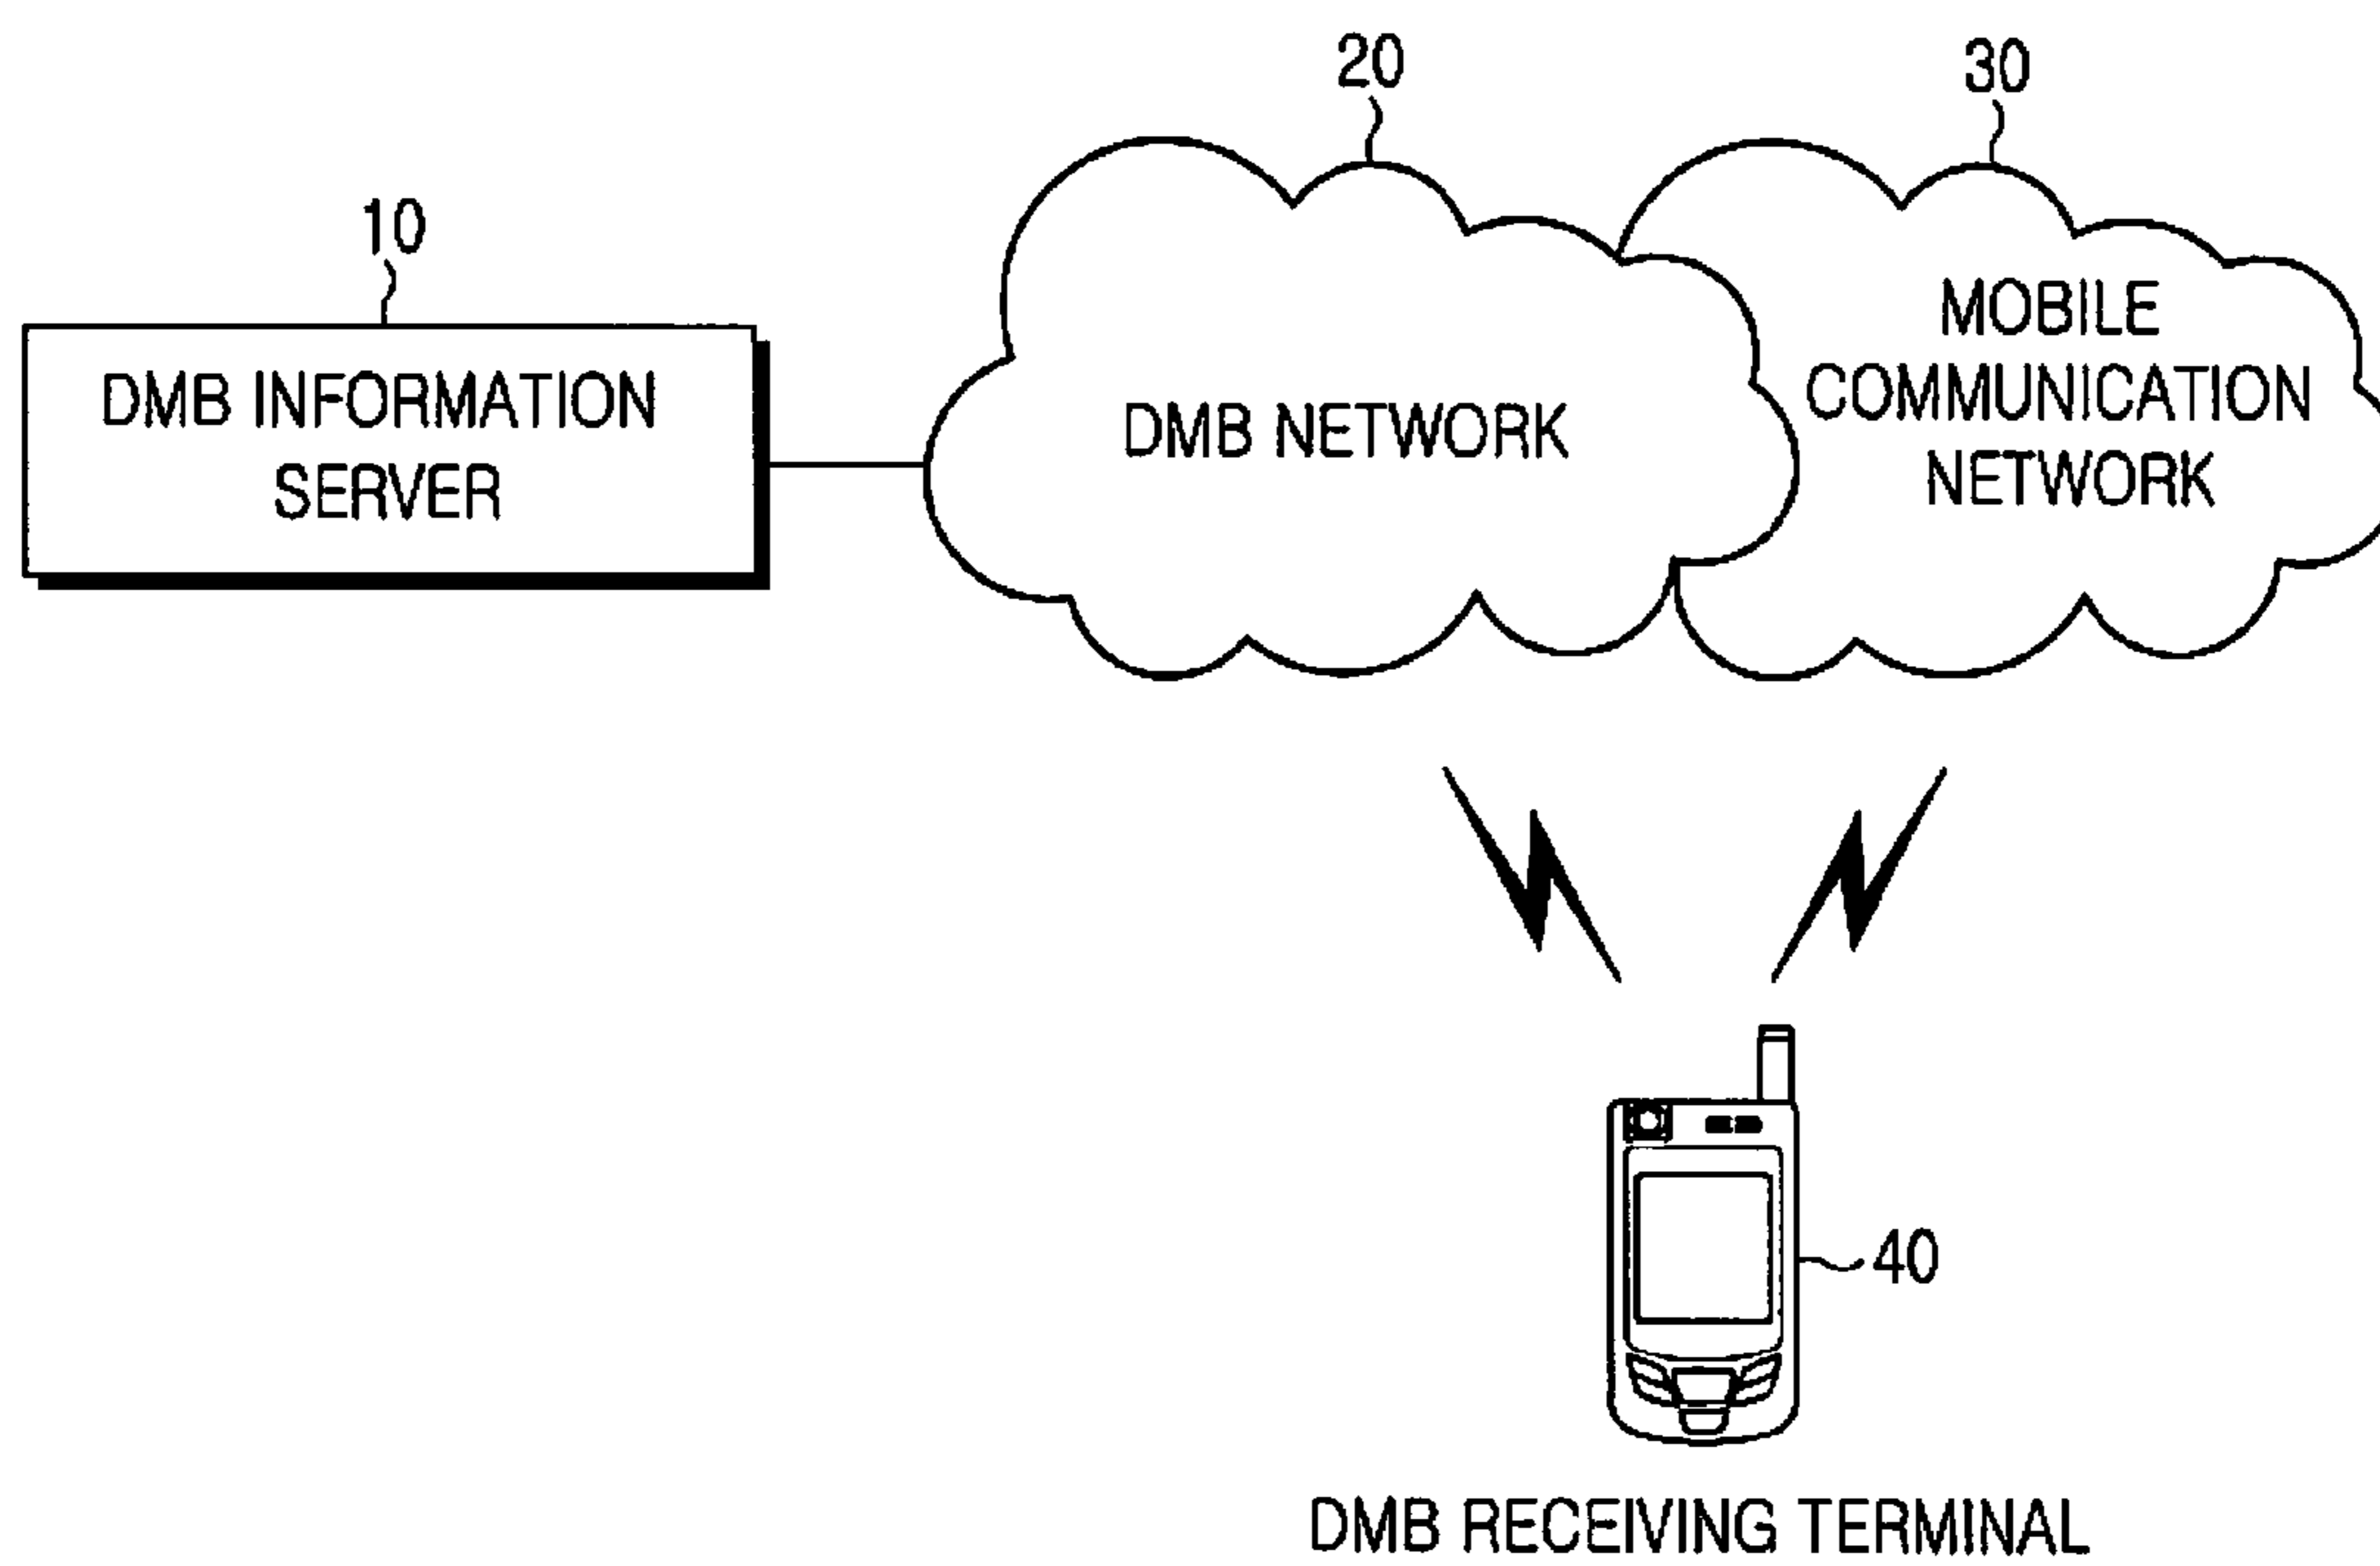 20
30
10
DMB INFORMATION
SERVER
DMB NETWORK
MOBILE
COMMUNICATION
NETWORK
40
DMB RECEIVING TERMINAL